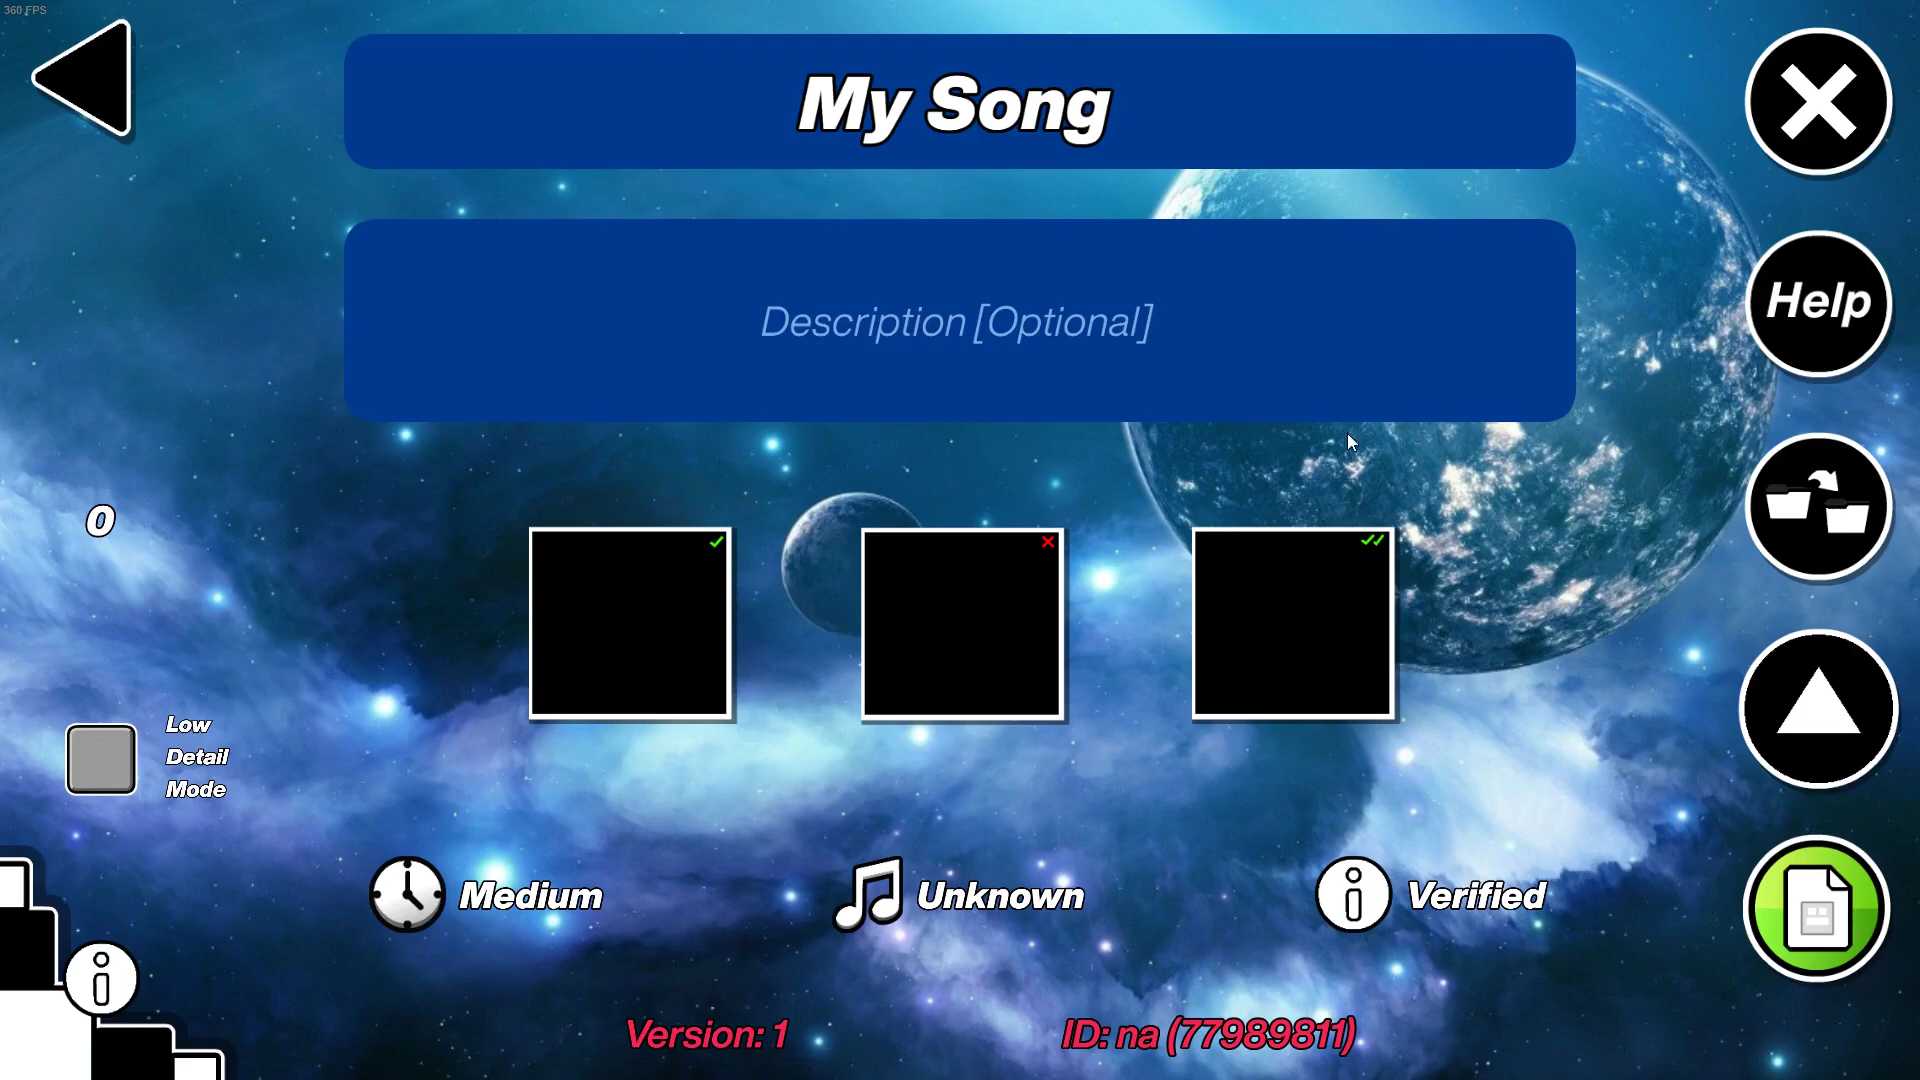 360 FPS
My Song
Help
Description [Optional]
0
Low
Detail
Mode
Medium
Unknown
Verified
Version: 1
ID: na (77989811)